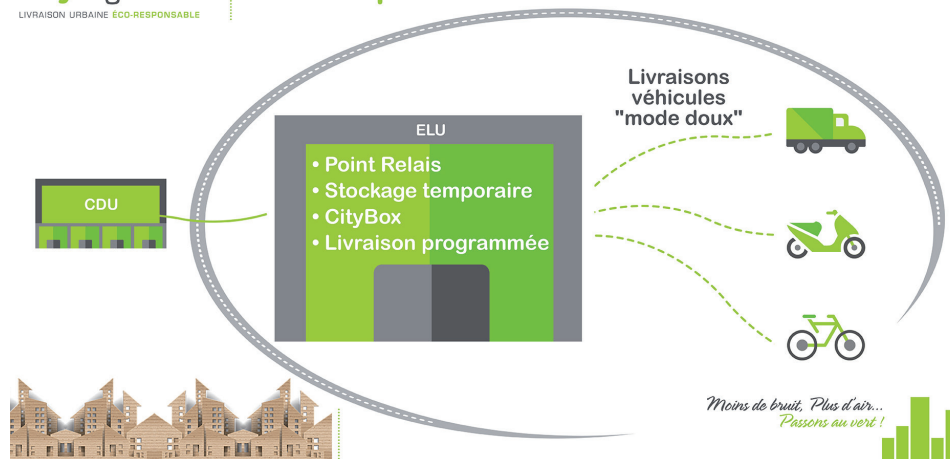 LIVRAISON URBAINE ÉCO-RESPONSABLE
Livraisons
véhicules
"mode doux"
ELU
• Point Relais
• Stockage temporaire
• CityBox
• Livraison programmée
CDU
Moins de bruit, Plus d'air...
Passons au vert !